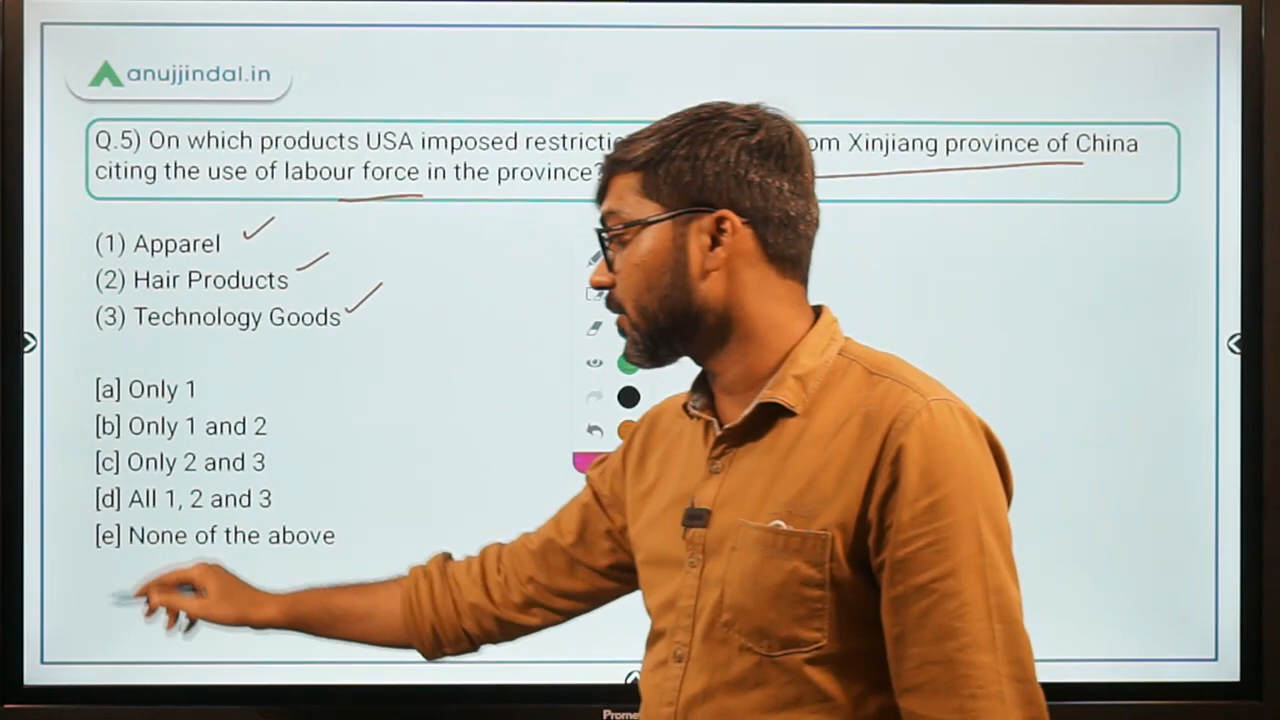 anujjindal.in
Q.5) On which products USA imposed om Xinjiang province of China
citing the use of labour force in the province?
(1) Apparel
(2) Hair Products
(3) Technology Goods
[a] Only 1
[b] Only 1 and 2
[c] Only 2 and 3
[d] All 1, 2 and 3
[e] None of the above
Prome